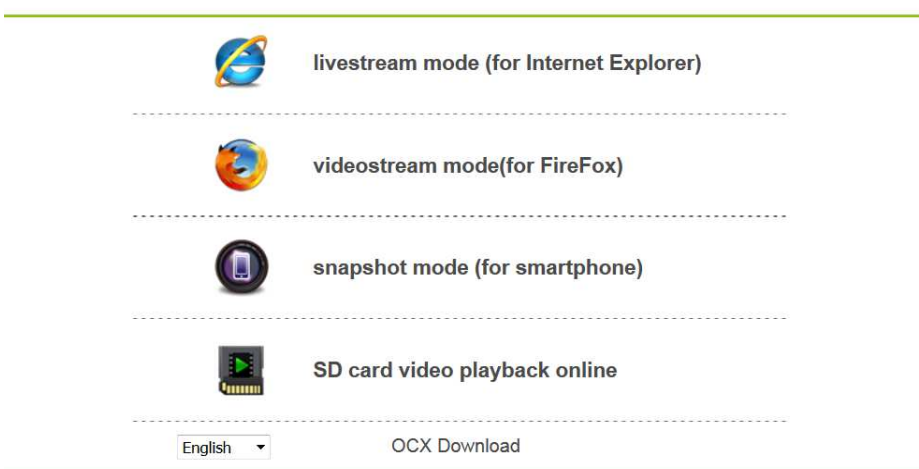 livestream mode (for Internet Explorer)
videostream mode(for FireFox)
snapshot mode (for smartphone)
SD card video playback online
English OCX Download